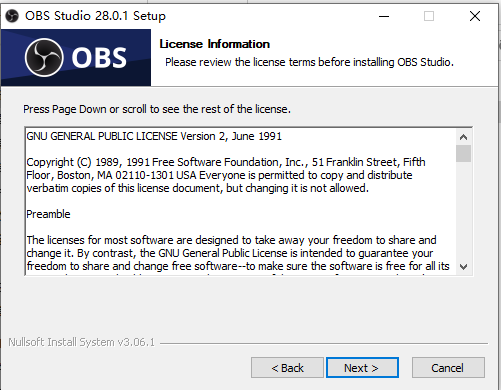 OBS Studio 28.0.1 Setup
OBS
License Information
Please review the license terms before installing OBS Studio.
Press Page Down or scroll to see the rest of the license.
GNU GENERAL PUBLIC LICENSE Version 2, June 1991
Copyright (C) 1989, 1991 Free Software Foundation, Inc., 51 Franklin Street, Fifth
Floor, Boston, MA 02110-1301 USA Everyone is permitted to copy and distribute
verbatim copies of this license document, but changing it is not allowed.
Preamble
The licenses for most software are designed to take away your freedom to share and
change it. By contrast, the GNU General Public License is intended to guarantee your
freedom to share and change free software--to make sure the software is free for all its
Nullsoft Install System v3.06.1
< Back
Next >
Cancel